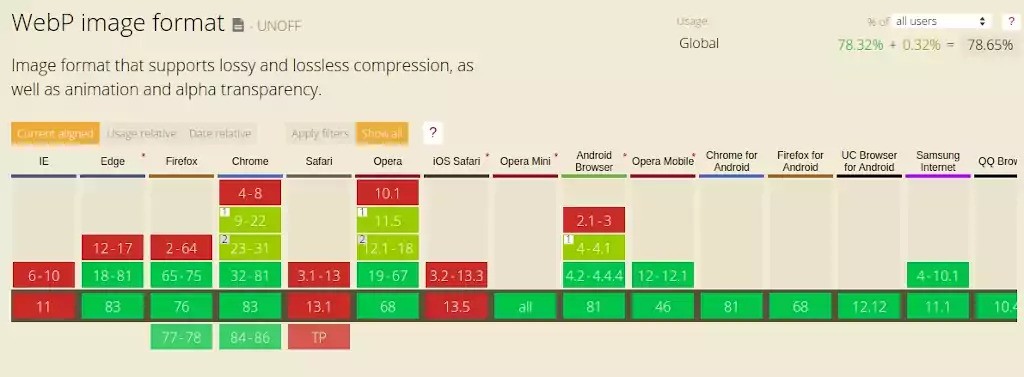 WebP image format - UNOFF
Usage % of all users ?
Global 78.32% + 0.32% = 78.65%
Image format that supports lossy and lossless compression, as
well as animation and alpha transparency.
Current aligned Usage relative Date relative Apply filters Show all ?
IE Edge * Firefox Chrome Safari Opera iOS Safari * Opera Mini * Android Browser * Opera Mobile * Chrome for Android Firefox for Android UC Browser for Android Samsung Internet QQ Brow
4-8 10.1
1 9-22 1 11.5 2.1-3
12-17 2-64 2 23-31 2 12.1-18 1 4-4.1
6-10 18-81 65-75 32-81 3.1-13 19-67 3.2-13.3 4.2-4.4.4 12-12.1 4-10.1
11 83 76 83 13.1 68 13.5 all 81 46 81 68 12.12 11.1 10.4
77-78 84-86 TP